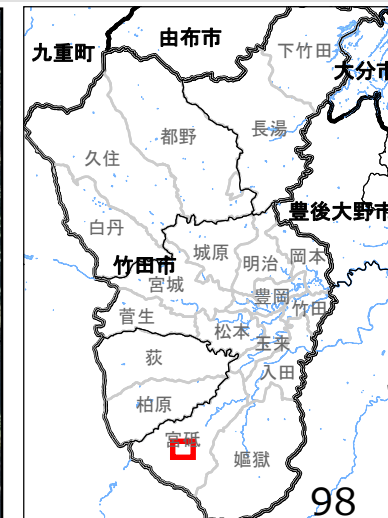 由布市
九重町
下竹田
大分市
都野
長湯
久住
豊後大野市
白丹
城原
岡本
明治
竹田市
宮城
豊岡
竹田
菅生
松本
玉来
荻
入田
柏原
宮砥
嫗獄
98